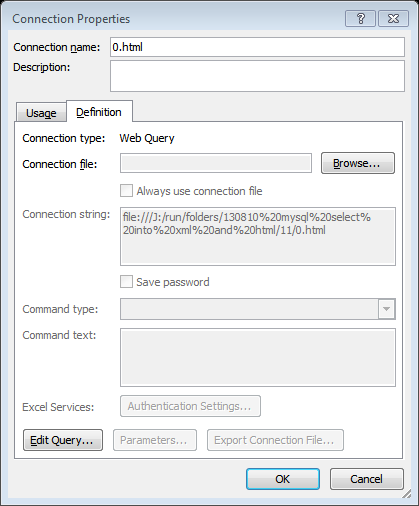 Connection Properties
Connection name: 0.html
Description:
Usage Definition
Connection type: Web Query
Connection file: Browse...
Always use connection file
Connection string: file:///J:/run/folders/130810%20mysql%20select%
20into%20xml%20and%20html/11/0.html
Save password
Command type:
Command text:
Excel Services: Authentication Settings...
Edit Query... Parameters... Export Connection File...
OK Cancel